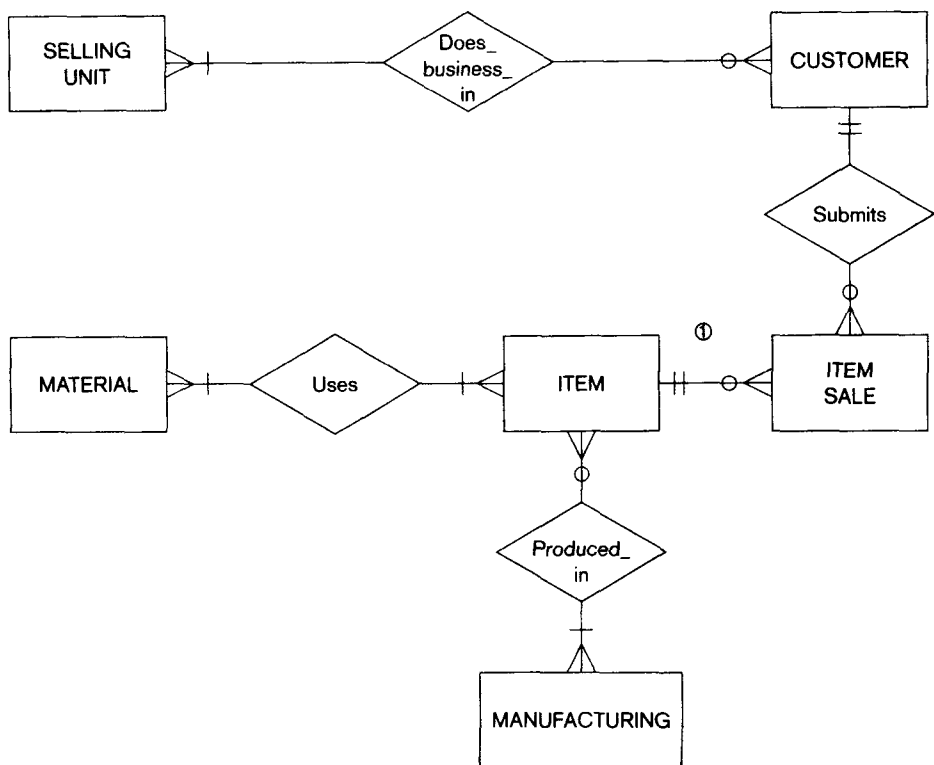 SELLING
UNIT
Does_
business_
in
CUSTOMER
Submits
MATERIAL
Uses
ITEM
①
ITEM
SALE
Produced_
in
MANUFACTURING